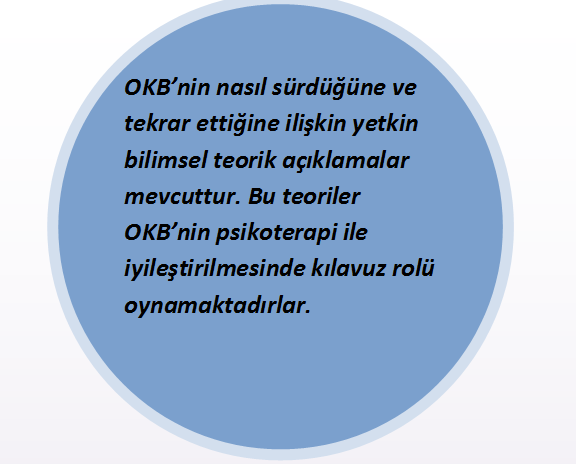 OKB’nin nasıl sürdüğüne ve
tekrar ettiğine ilişkin yetkin
bilimsel teorik açıklamalar
mevcuttur. Bu teoriler
OKB’nin psikoterapi ile
iyileştirilmesinde kılavuz rolü
oynamaktadırlar.